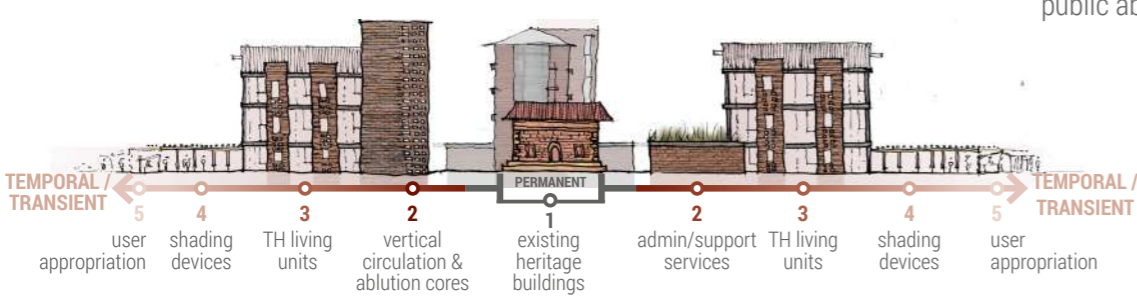 public ab
PERMANENT
TEMPORAL /
TRANSIENT
TEMPORAL /
TRANSIENT
5
4
3
2
1
2
3
4
5
user
appropriation
shading
devices
TH living
units
vertical
circulation &
ablution cores
existing
heritage
buildings
admin/support
services
TH living
units
shading
devices
user
appropriation